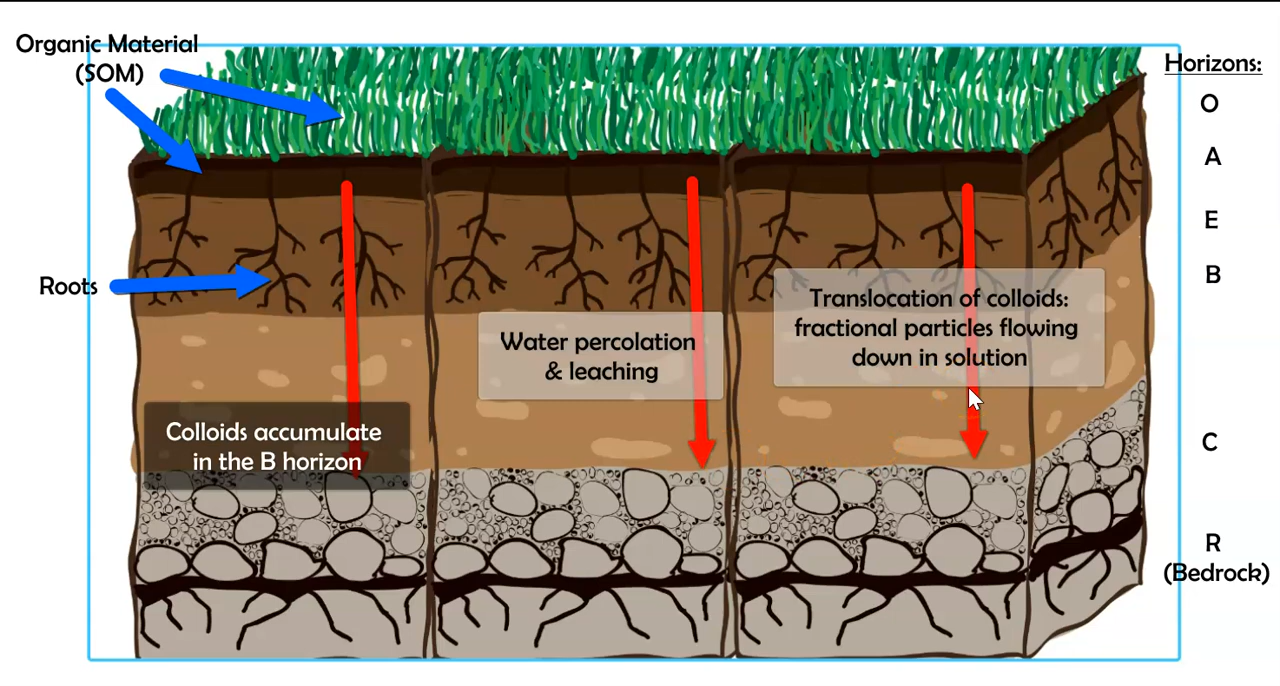 Organic Material
(SOM)
Roots
Colloids accumulate
in the B horizon
Water percolation
& leaching
Translocation of colloids:
fractional particles flowing
down in solution
Horizons:
O
A
E
B
C
R
(Bedrock)